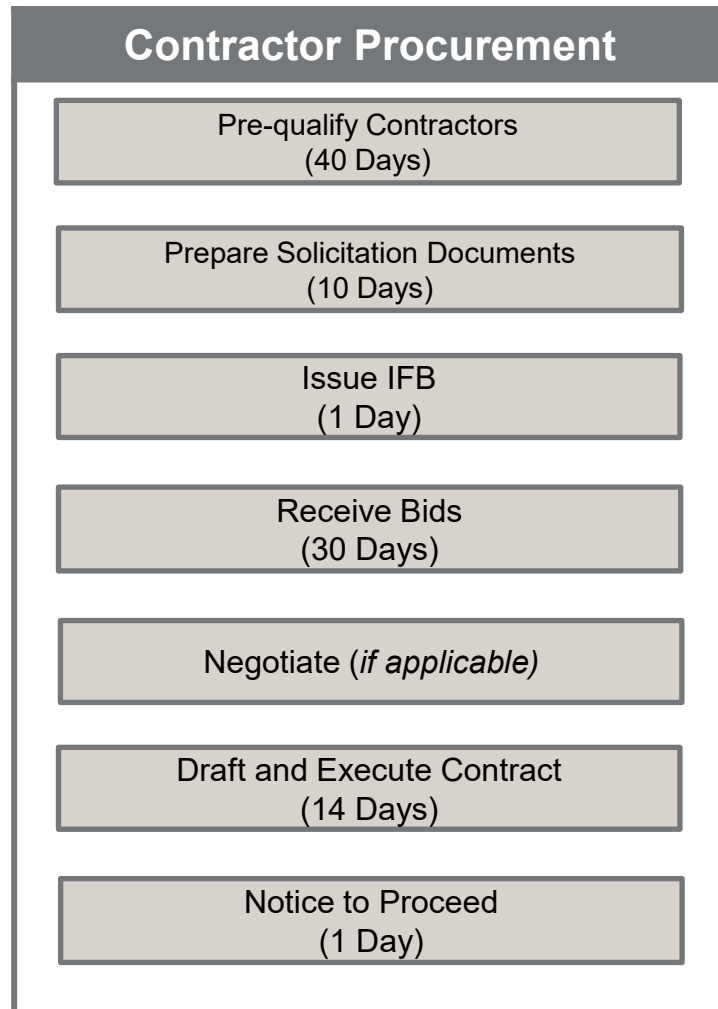 Contractor Procurement
Pre-qualify Contractors
(40 Days)
Prepare Solicitation Documents
(10 Days)
Issue IFB
(1 Day)
Receive Bids
(30 Days)
Negotiate (if applicable)
Draft and Execute Contract
(14 Days)
Notice to Proceed
(1 Day)